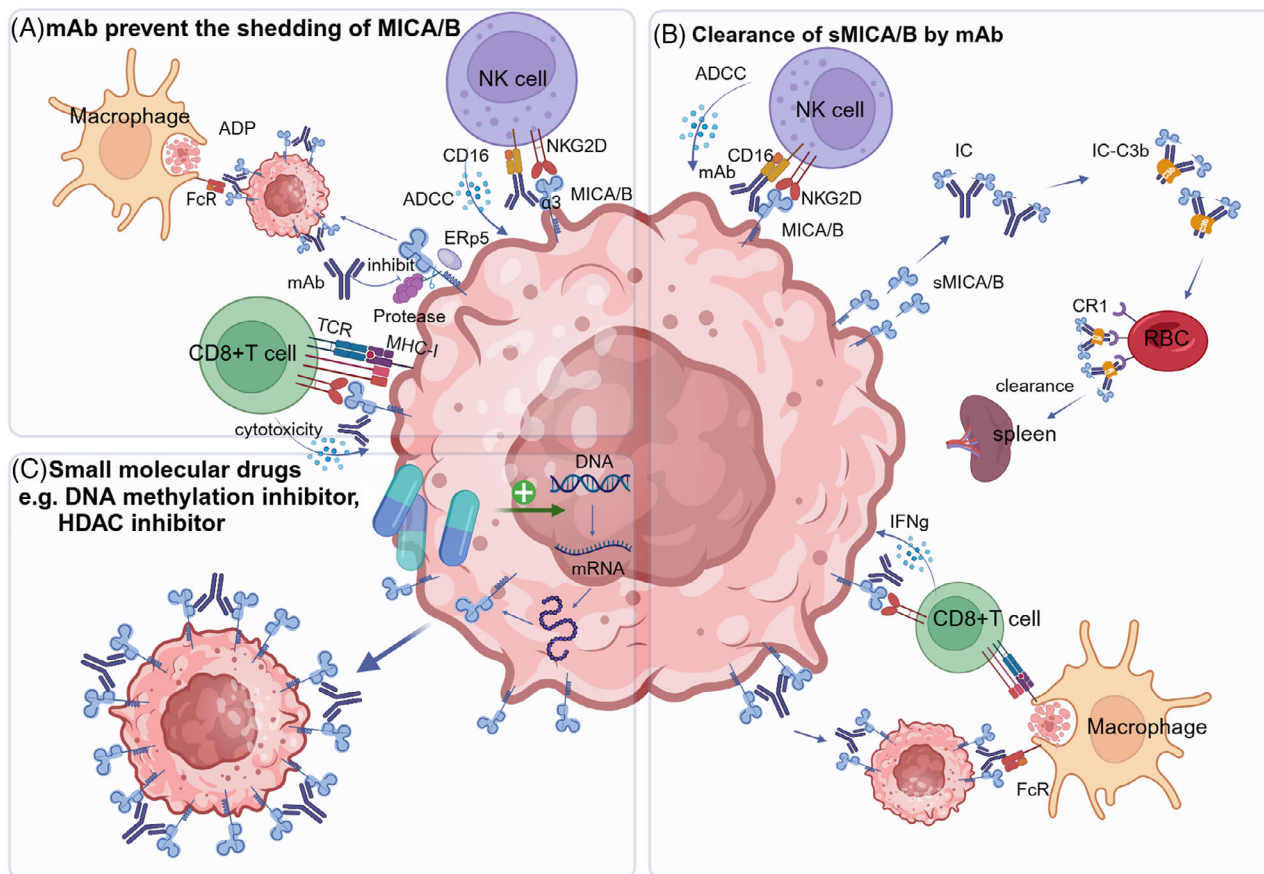 (A) mAb prevent the shedding of MICA/B
Macrophage
ADP
FcR
NK cell
CD16
NKG2D
ADCC
α3
MICA/B
ERp5
inhibit
mAb
Protease
TCR
MHC-I
CD8+T cell
cytotoxicity
(B) Clearance of sMICA/B by mAb
ADCC
NK cell
CD16
mAb
NKG2D
MICA/B
IC
IC-C3b
C3b
sMICA/B
CR1
RBC
clearance
spleen
IFNg
CD8+T cell
Macrophage
FcR
(C) Small molecular drugs
e.g. DNA methylation inhibitor,
HDAC inhibitor
DNA
mRNA